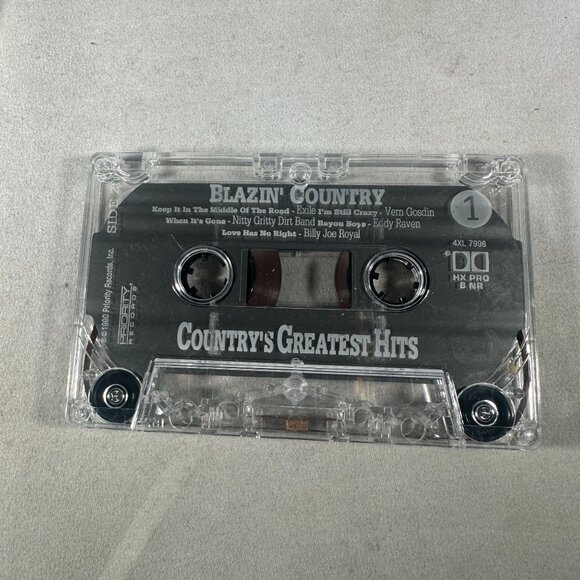 BLAZIN' COUNTRY
Keep It In The Middle Of The Road - Exile I'm Still Crazy - Vern Gosdin
When It's Gone - Nitty Gritty Dirt Band Bayou Boys - Eddy Raven
Love Has No Right - Billy Joe Royal
1
4XL 7996
HX PRO
B NR
SIDE
℗©1990 Priority Records, Inc.
PRIORITY
RECORDS
COUNTRY'S GREATEST HITS